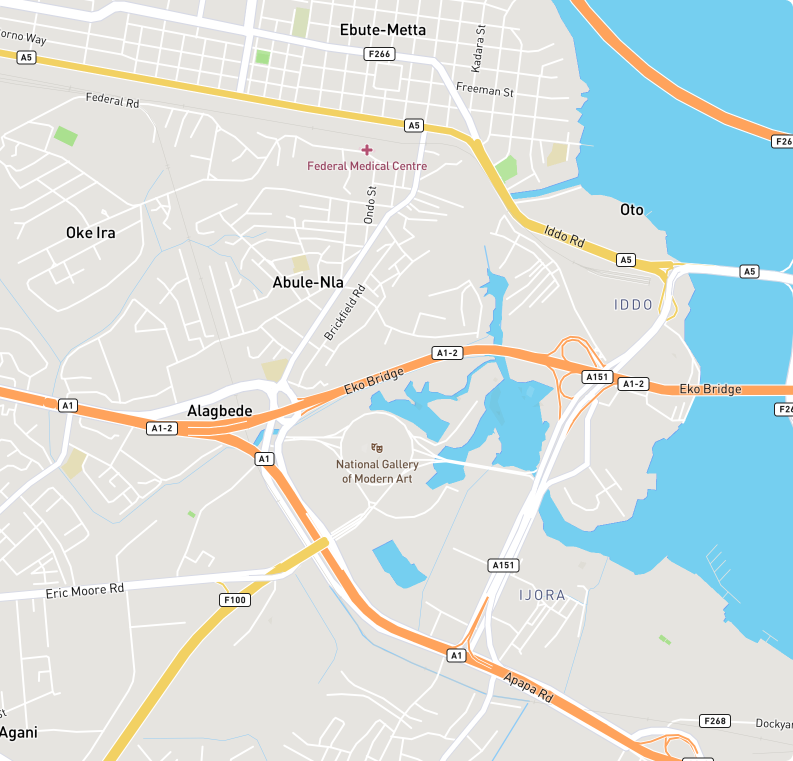 Ebute-Metta
Kadara St
orno Way
F266
A5
Freeman St
Federal Rd
A5
F26
Federal Medical Centre
Ondo St
Oto
Oke Ira
Iddo Rd
A5
A5
Abule-Nla
IDDO
Brickfield Rd
A1-2
A151
Eko Bridge
A1-2
Eko Bridge
A1
Alagbede
F26
A1-2
A1
National Gallery
of Modern Art
A151
Eric Moore Rd
F100
IJORA
A1
Apapa Rd
St
F268
Dockyar
Agani